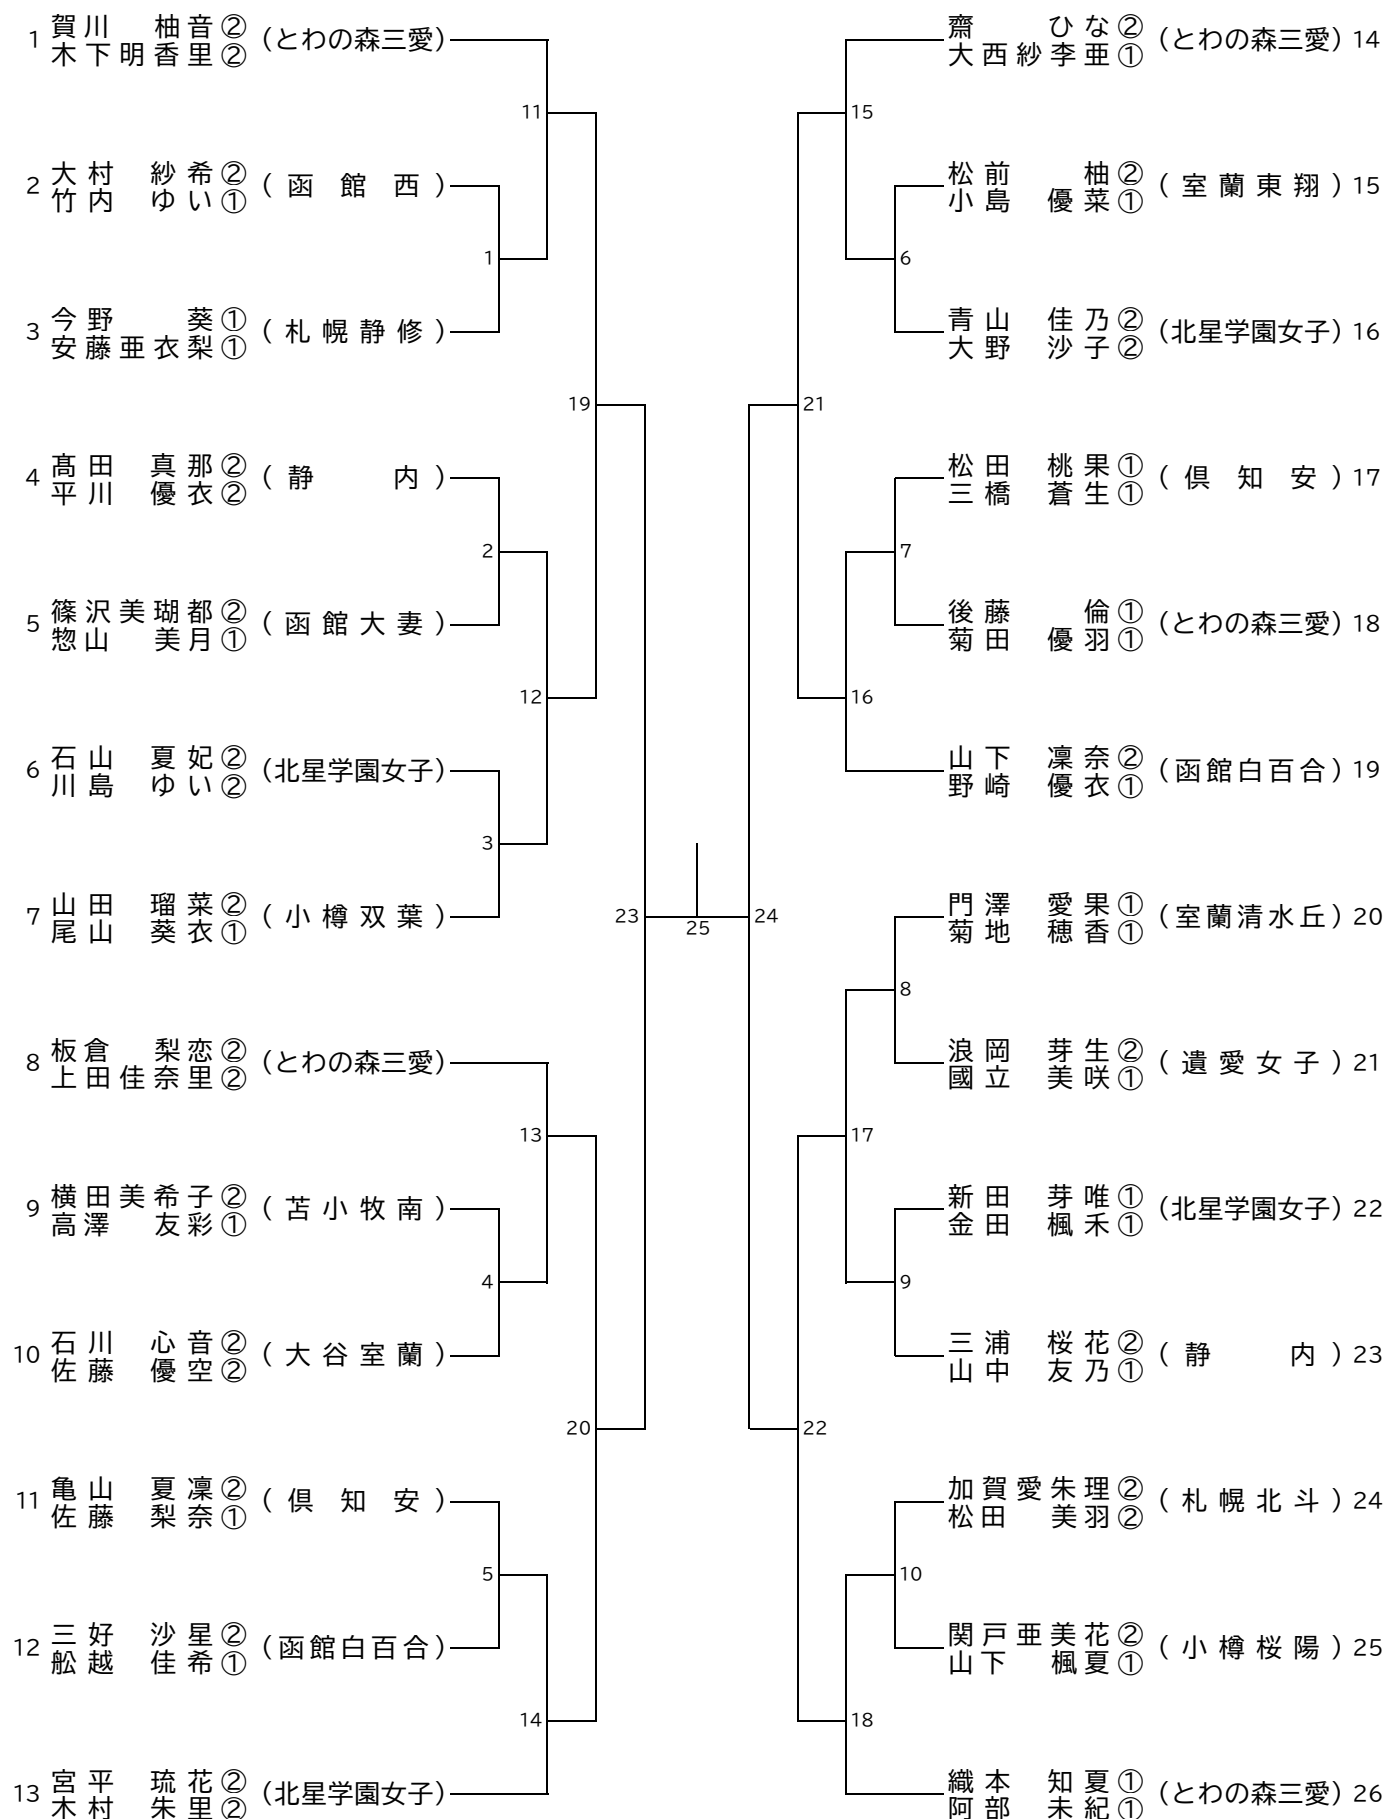 1 賀川 柚音② (とわの森三愛)
木下明香里②
11
2 大村 紗希② (函館西)
竹内 ゆい①
1
3 今野 葵① (札幌静修)
安藤亜衣梨①
19
4 髙田 真那② (静内)
平川 優衣②
2
5 篠沢美瑚都② (函館大妻)
惣山 美月①
12
6 石山 夏妃② (北星学園女子)
川島 ゆい②
3
7 山田 瑠菜② (小樽双葉)
尾山 葵衣①
23
25
8 板倉 梨恋② (とわの森三愛)
上田佳奈里②
13
9 横田美希子② (苫小牧南)
高澤 友彩①
4
10 石川 心音② (大谷室蘭)
佐藤 優空②
20
11 亀山 夏凜② (倶知安)
佐藤 梨奈①
5
12 三好 沙星② (函館白百合)
舩越 佳希①
14
13 宮平 琉花② (北星学園女子)
木村 朱里②
齋 ひな② (とわの森三愛) 14
大西紗李亜①
15
松前 柚② (室蘭東翔) 15
小島 優菜①
6
青山 佳乃② (北星学園女子) 16
大野 沙子②
21
松田 桃果① (倶知安) 17
三橋 蒼生①
7
後藤 倫① (とわの森三愛) 18
菊田 優羽①
16
山下 凜奈② (函館白百合) 19
野崎 優衣①
24
門澤 愛果① (室蘭清水丘) 20
菊地 穂香①
8
浪岡 芽生② (遺愛女子) 21
國立 美咲①
17
新田 芽唯① (北星学園女子) 22
金田 楓禾①
9
三浦 桜花② (静内) 23
山中 友乃①
22
加賀愛朱理② (札幌北斗) 24
松田 美羽②
10
関戸亜美花② (小樽桜陽) 25
山下 楓夏①
18
織本 知夏① (とわの森三愛) 26
阿部 未紀①